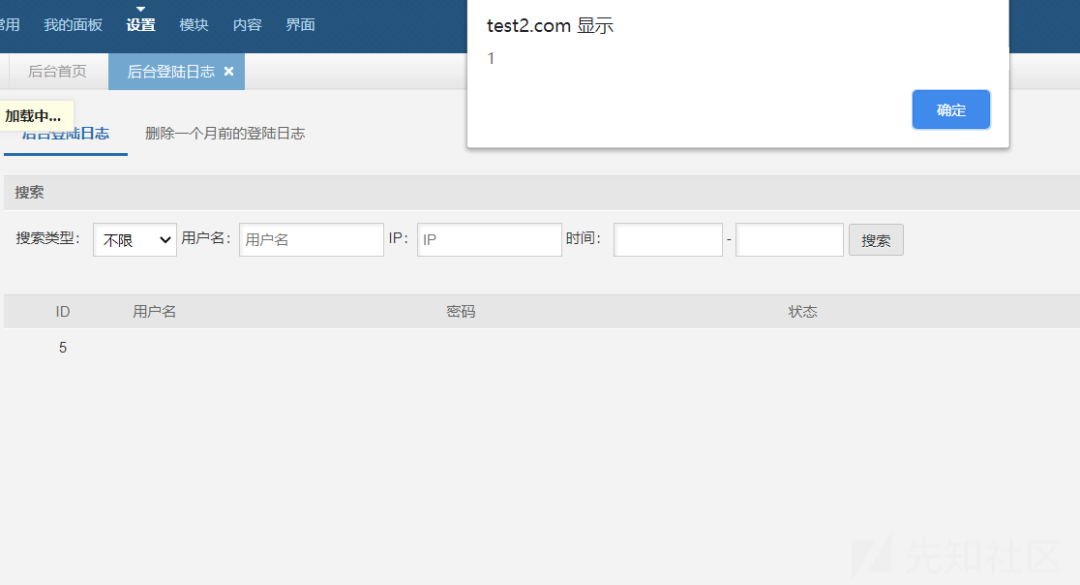 常用 我的面板 设置 模块 内容 界面
test2.com 显示
1
确定
后台首页 后台登陆日志 ×
加载中...
后台登陆日志 删除一个月前的登陆日志
搜索
搜索类型： 不限 用户名： 用户名 IP： IP 时间： - 搜索
ID 用户名 密码 状态
5
先知社区